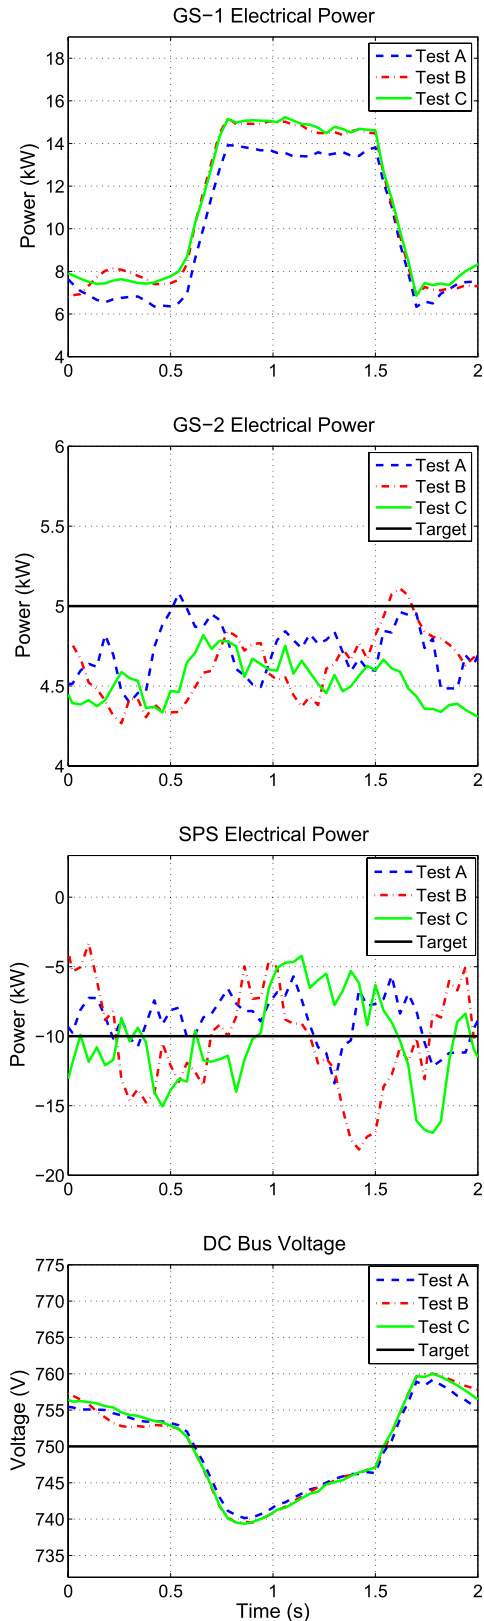 GS−1 Electrical Power
18
16
14
12
10
8
6
4
Power (kW)
Test A
Test B
Test C
0 0.5 1 1.5 2
GS−2 Electrical Power
6
5.5
5
4.5
4
Power (kW)
Test A
Test B
Test C
Target
0 0.5 1 1.5 2
SPS Electrical Power
0
−5
−10
−15
−20
Power (kW)
Test A
Test B
Test C
Target
0 0.5 1 1.5 2
DC Bus Voltage
775
770
765
760
755
750
745
740
735
Voltage (V)
Test A
Test B
Test C
Target
0 0.5 1 1.5 2
Time (s)